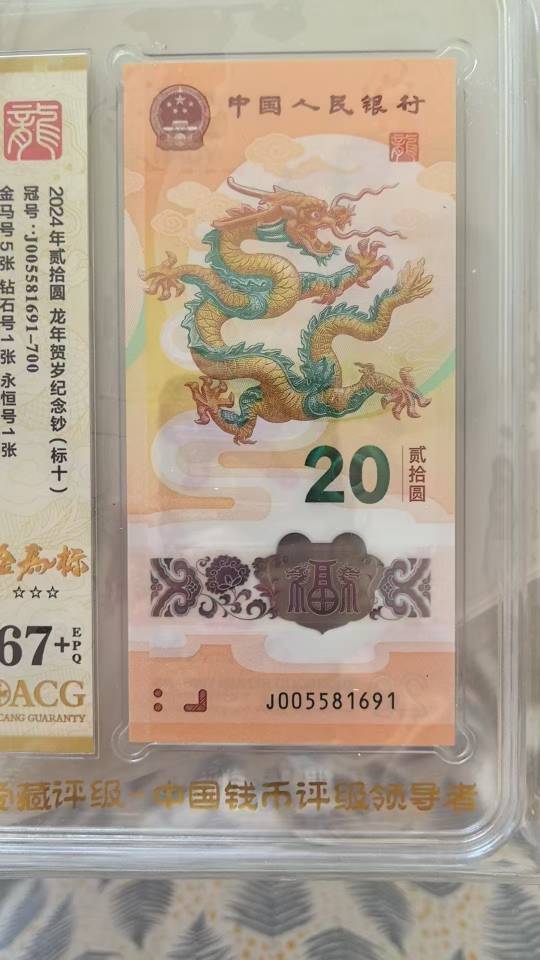 中国人民银行
龍
20
贰拾圆
福
J005581691
龍
2024年贰拾圆 龙年贺岁纪念钞（标十）
冠号：J005581691-700
金马号5张 钻石号1张 永恒号1张
金马标
☆☆☆
67+EPQ
ACG
CANG GUARANTY
藏评级-中国钱币评级领导者